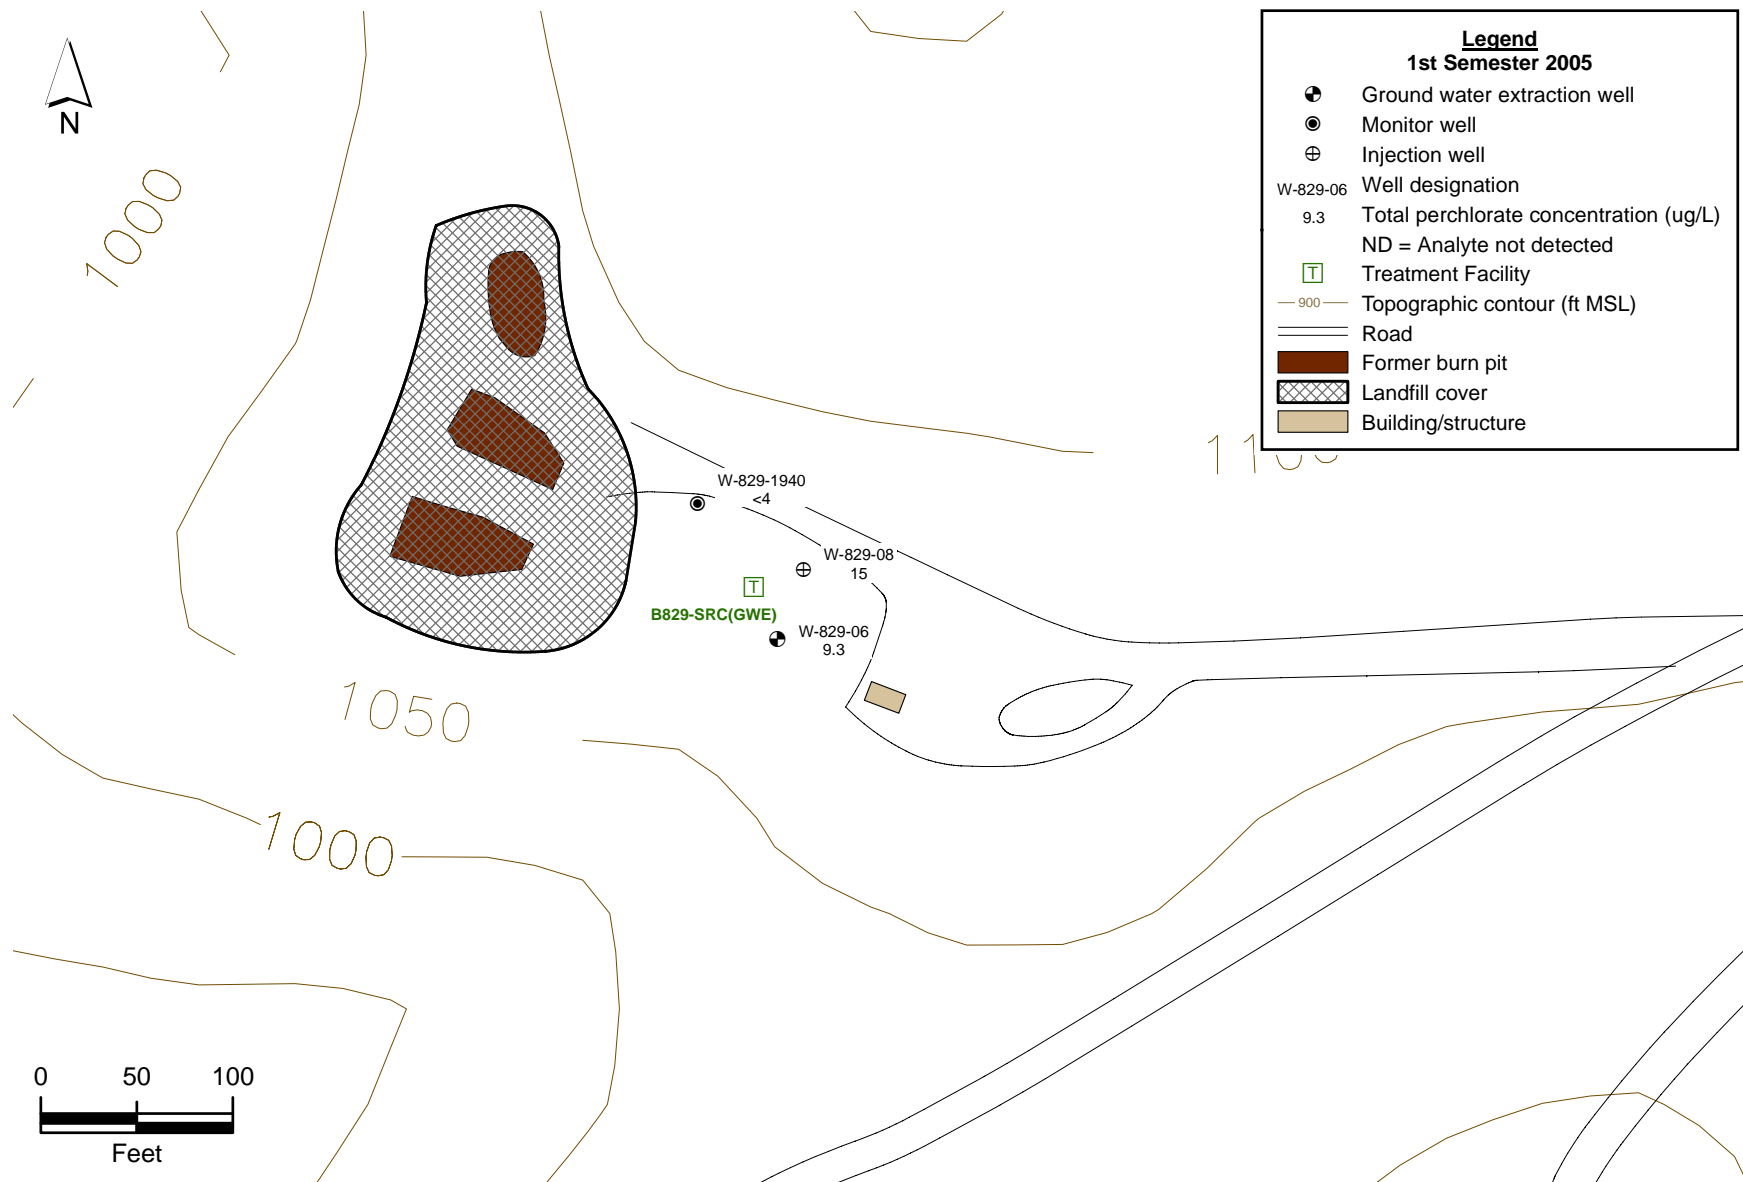 Legend
1st Semester 2005
Ground water extraction well
Monitor well
Injection well
W-829-06 Well designation
9.3 Total perchlorate concentration (ug/L)
ND = Analyte not detected
T Treatment Facility
900 Topographic contour (ft MSL)
Road
Former burn pit
Landfill cover
Building/structure
N
1000
W-829-1940
<4
W-829-08
15
T
B829-SRC(GWE)
W-829-06
9.3
1050
1000
0 50 100
Feet